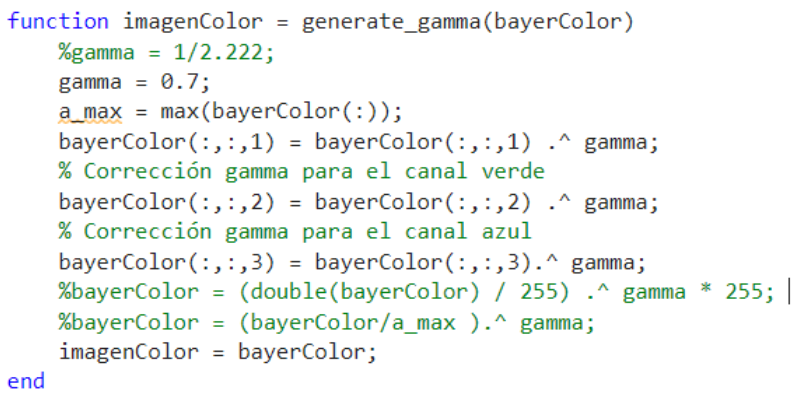 function imagenColor = generate_gamma(bayerColor)
%gamma = 1/2.222;
gamma = 0.7;
a_max = max(bayerColor(:));
bayerColor(:,:,1) = bayerColor(:,:,1) .^ gamma;
% Corrección gamma para el canal verde
bayerColor(:,:,2) = bayerColor(:,:,2) .^ gamma;
% Corrección gamma para el canal azul
bayerColor(:,:,3) = bayerColor(:,:,3).^ gamma;
%bayerColor = (double(bayerColor) / 255) .^ gamma * 255;
%bayerColor = (bayerColor/a_max ).^ gamma;
imagenColor = bayerColor;
end